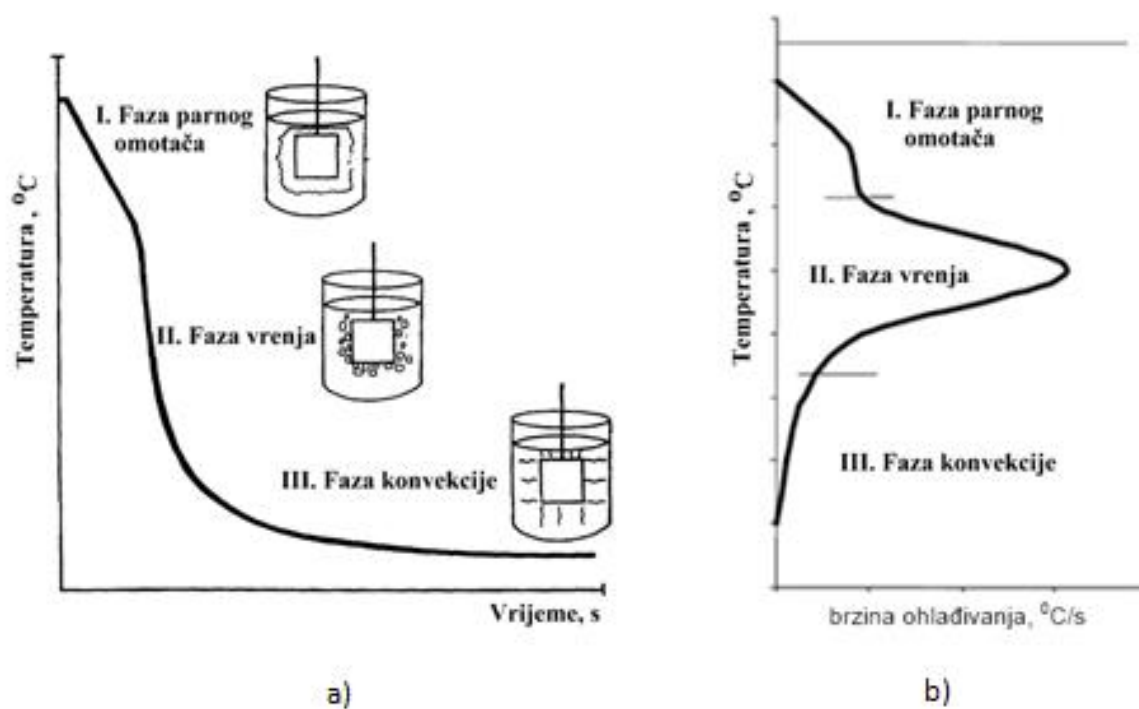 Temperatura , °C
I. Faza parnog
omotača
II. Faza vrenja
III. Faza konvekcije
Vrijeme, s
a)
Temperatura , °C
I. Faza parnog
omotača
II. Faza vrenja
III. Faza konvekcije
brzina ohlađivanja, ⁰C/s
b)